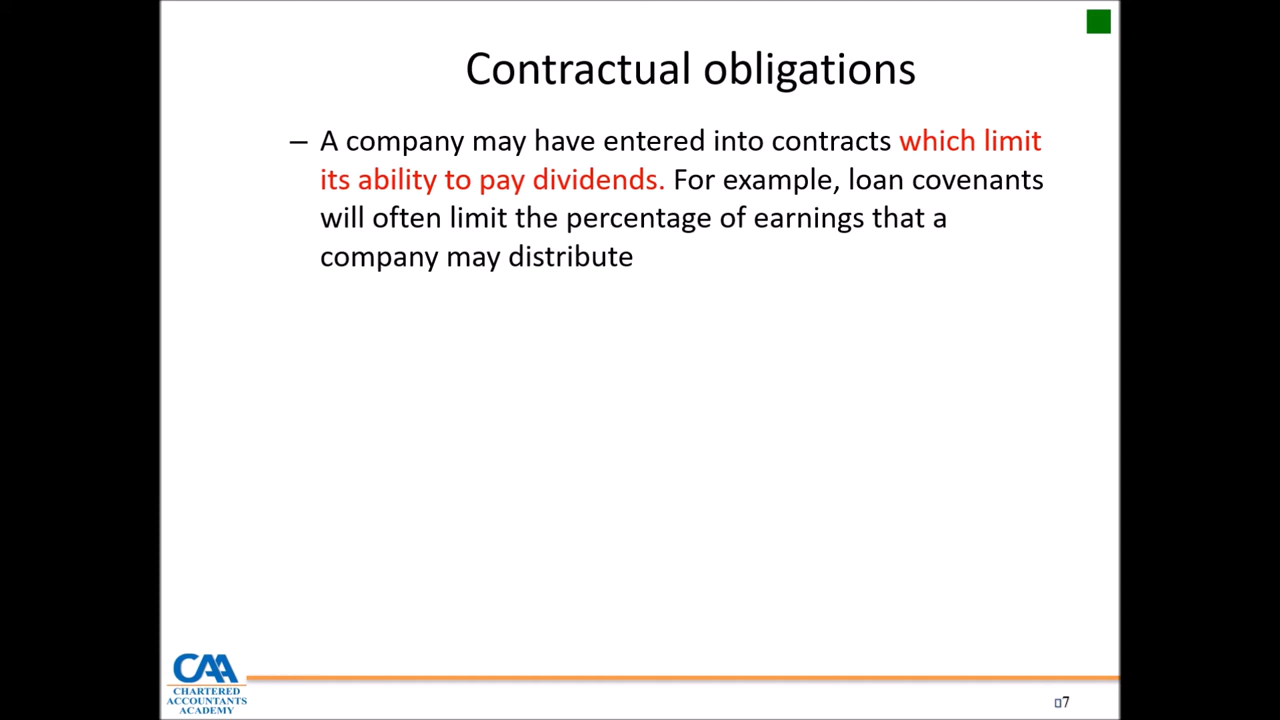 Contractual obligations
– A company may have entered into contracts which limit
its ability to pay dividends. For example, loan covenants
will often limit the percentage of earnings that a
company may distribute
CAA
CHARTERED
ACCOUNTANTS
ACADEMY
7